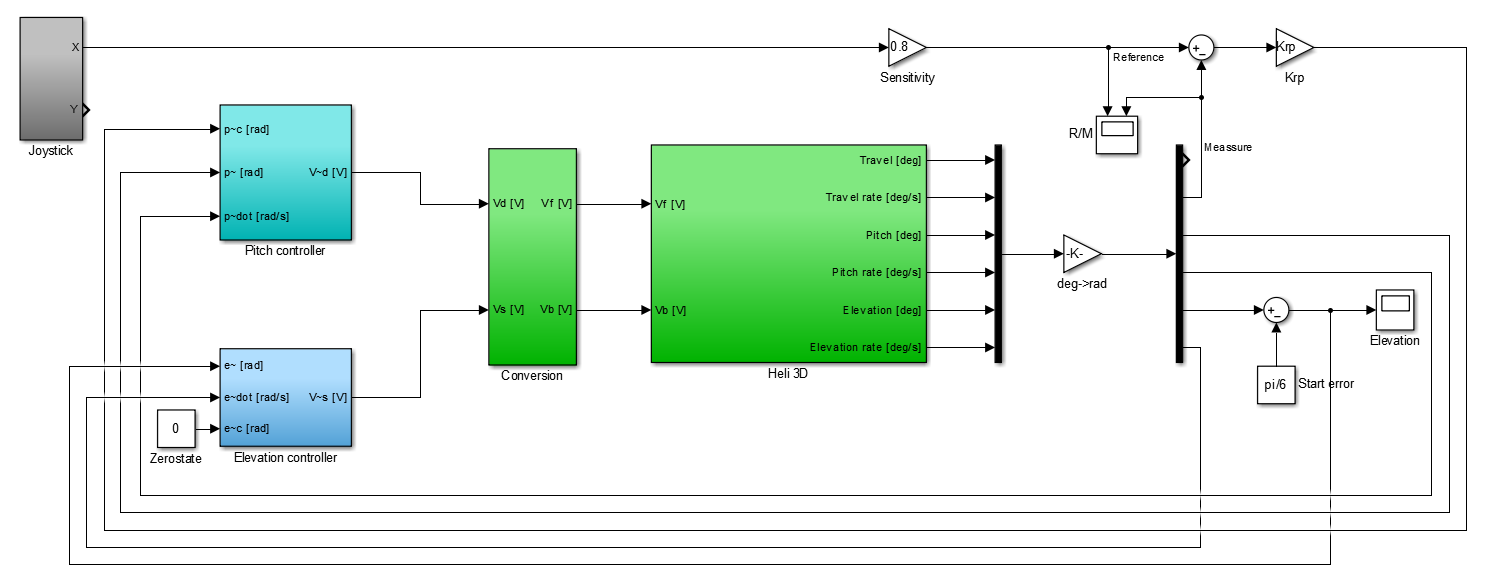 X
Y
Joystick
0.8
Sensitivity
Reference
+
−
Krp
Krp
R/M
Meassure
p~c [rad]
p~ [rad]
p~dot [rad/s]
V~d [V]
Pitch controller
Vd [V]
Vs [V]
Vf [V]
Vb [V]
Conversion
Vf [V]
Vb [V]
Travel [deg]
Travel rate [deg/s]
Pitch [deg]
Pitch rate [deg/s]
Elevation [deg]
Elevation rate [deg/s]
Heli 3D
-K-
deg->rad
+
−
Elevation
pi/6
Start error
e~ [rad]
e~dot [rad/s]
e~c [rad]
V~s [V]
Elevation controller
0
Zerostate